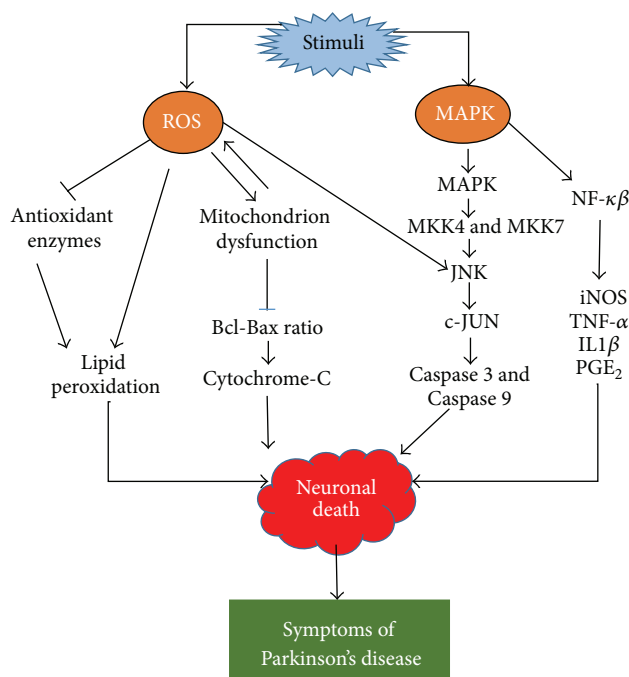 Stimuli
ROS
MAPK
MAPK
NF-κβ
Antioxidant
enzymes
Mitochondrion
dysfunction
MKK4 and MKK7
JNK
iNOS
TNF-α
IL1β
PGE₂
Bcl-Bax ratio
c-JUN
Lipid
peroxidation
Cytochrome-C
Caspase 3 and
Caspase 9
Neuronal
death
Symptoms of
Parkinson's disease